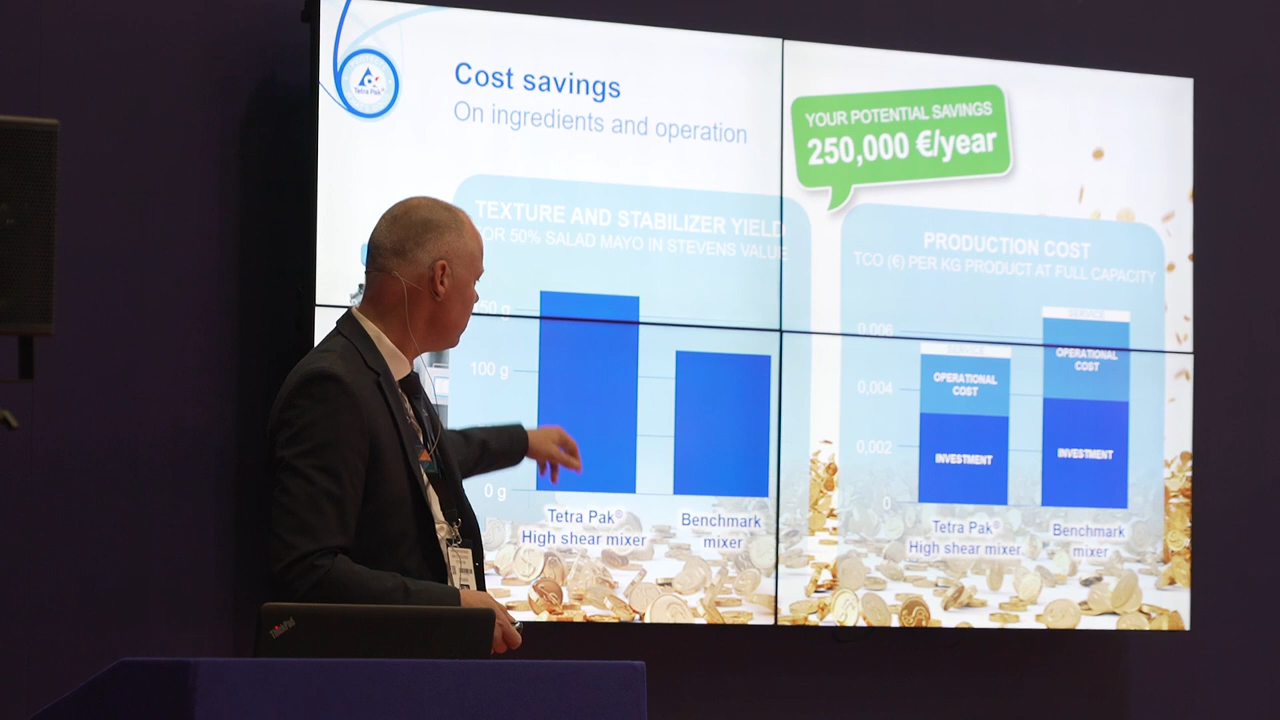 Tetra Pak®
Cost savings
On ingredients and operation
YOUR POTENTIAL SAVINGS
250,000 €/year
TEXTURE AND STABILIZER YIELD
FOR 50% SALAD MAYO IN STEVENS VALUE
150 g
100 g
0 g
Tetra Pak®
High shear mixer
Benchmark
mixer
PRODUCTION COST
TCO (€) PER KG PRODUCT AT FULL CAPACITY
0,006
0,004
0,002
0
SERVICE
OPERATIONAL
COST
INVESTMENT
SERVICE
OPERATIONAL
COST
INVESTMENT
Tetra Pak®
High shear mixer
Benchmark
mixer
ThinkPad